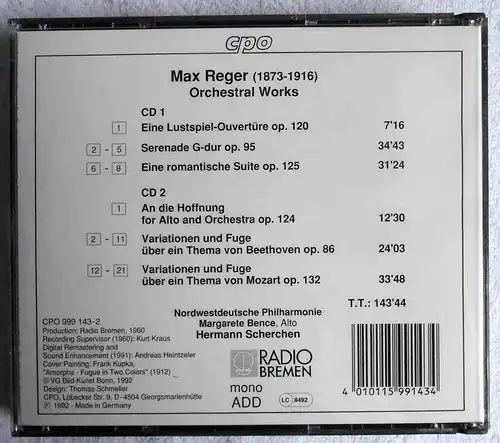 cpo
Max Reger (1873-1916)
Orchestral Works
CD 1
1 Eine Lustspiel-Ouvertüre op. 120 7'16
2 - 5 Serenade G-dur op. 95 34'43
6 - 8 Eine romantische Suite op. 125 31'24
CD 2
1 An die Hoffnung
for Alto and Orchestra op. 124 12'30
2 - 11 Variationen und Fuge
über ein Thema von Beethoven op. 86 24'03
12 - 21 Variationen und Fuge
über ein Thema von Mozart op. 132 33'48
T.T.: 143'44
Nordwestdeutsche Philharmonie
Margarete Bence, Alto
Hermann Scherchen
CPO 999 143-2
Production: Radio Bremen, 1960
Recording Supervisor (1960): Kurt Kraus
Digital Remastering and
Sound Enhancement (1991): Andreas Heintzeler
Cover Painting: Frank Kupka,
"Amorpha - Fugue in Two Colors" (1912)
© VG Bild-Kunst Bonn, 1992
Design: Thomas Schmeller
CPO, Lübecker Str. 9, D-4504 Georgsmarienhütte
℗ 1992 - Made in Germany
RADIO
BREMEN
mono
ADD
LC 8492
4 010115 991434